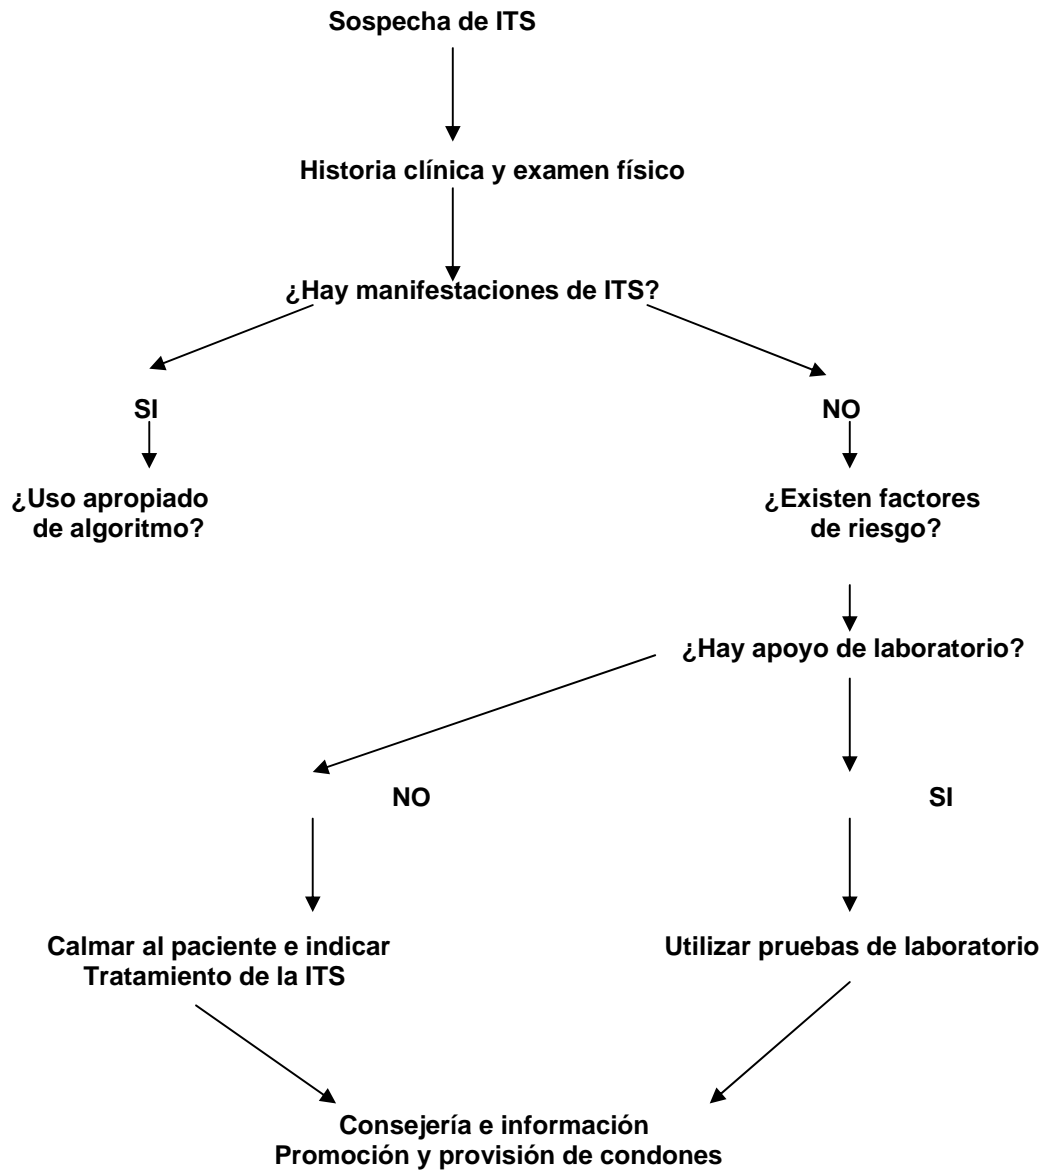 Sospecha de ITS
Historia clínica y examen físico
¿Hay manifestaciones de ITS?
SI
NO
¿Uso apropiado
de algoritmo?
¿Existen factores
de riesgo?
¿Hay apoyo de laboratorio?
NO
SI
Calmar al paciente e indicar
Tratamiento de la ITS
Utilizar pruebas de laboratorio
Consejería e información
Promoción y provisión de condones